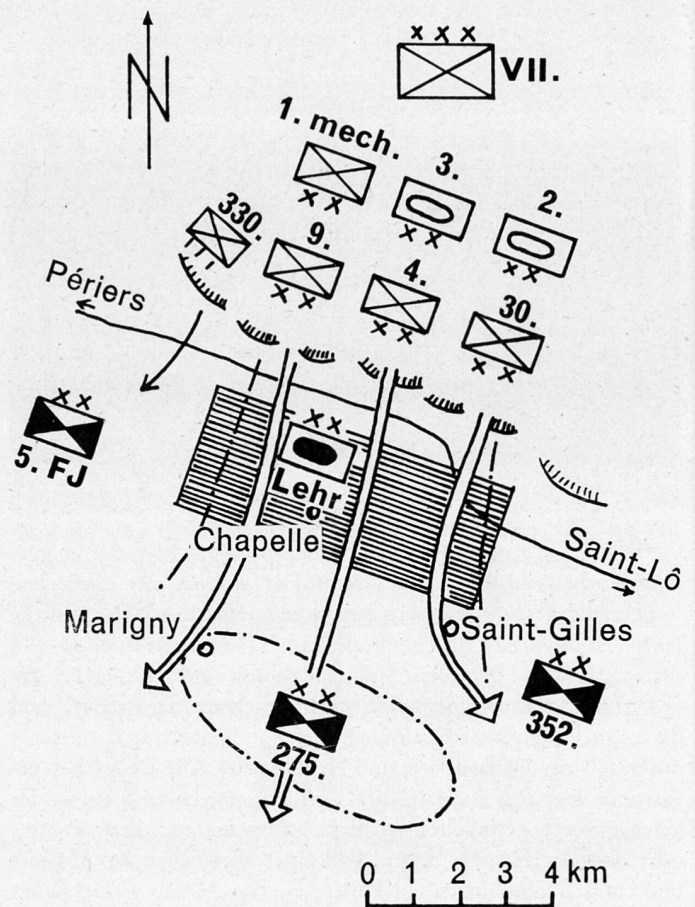 N
x x x
VII.
1. mech.
x x
3.
x x
2.
x x
330.
9.
x x
4.
x x
30.
x x
Périers
x x
5. FJ
x x
Lehr
Chapelle
Saint-Lô
Marigny
Saint-Gilles
x x
352.
x x
275.
0 1 2 3 4 km